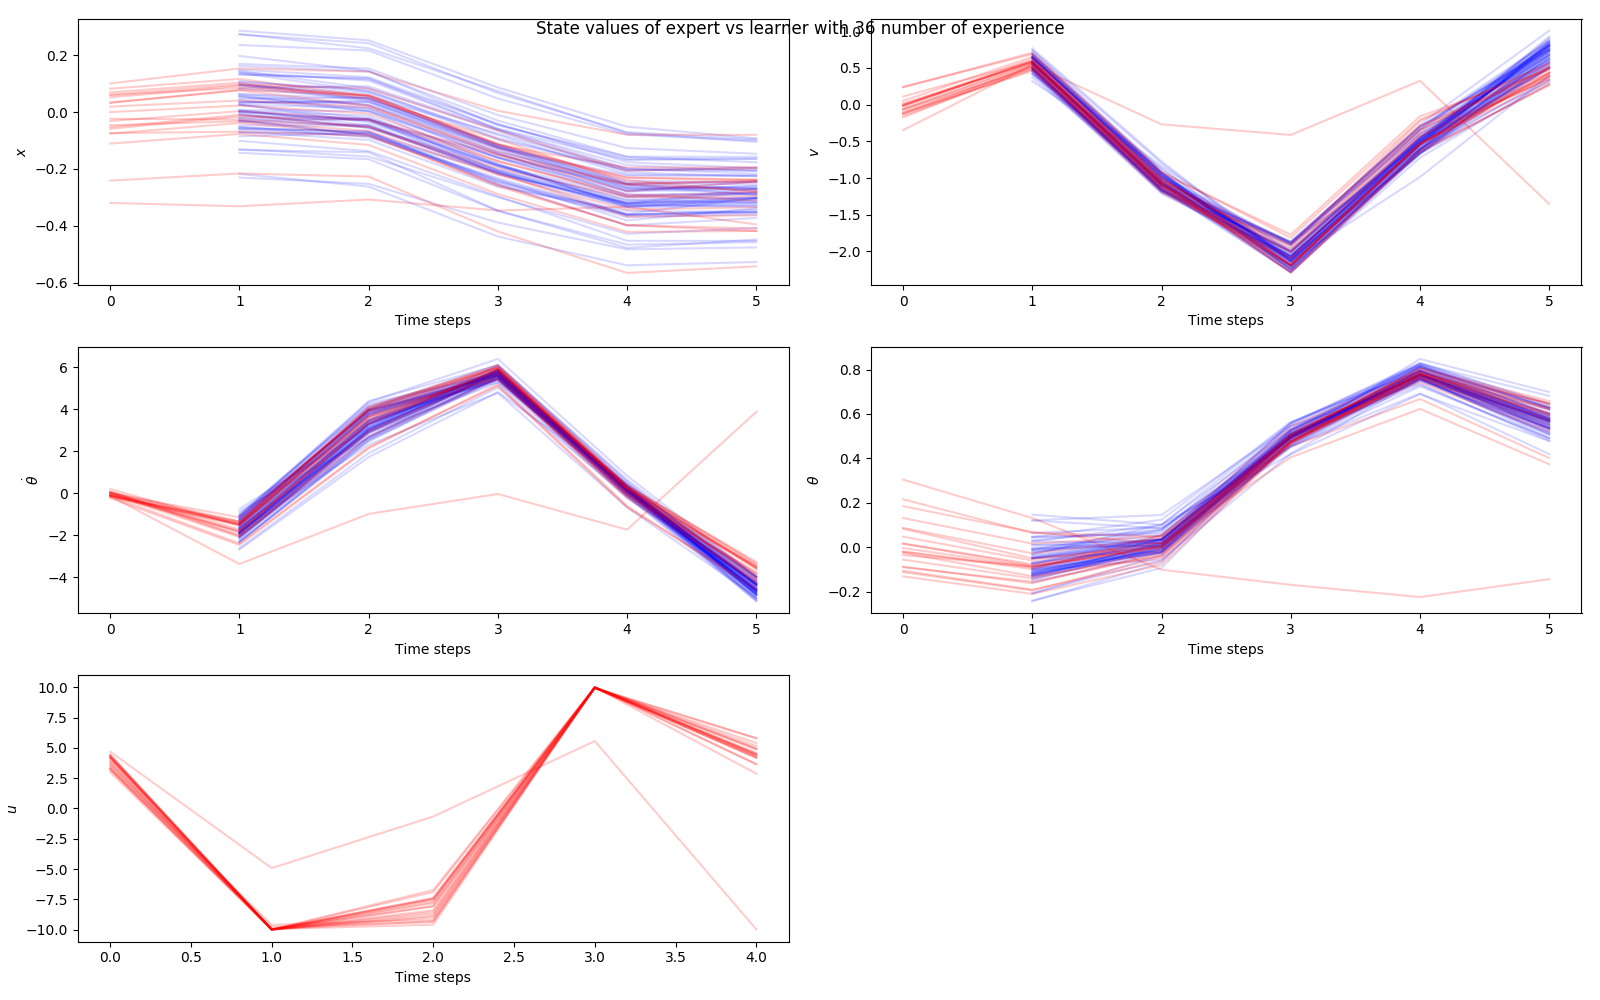 State values of expert vs learner with 36 number of experience
0.2
0.0
−0.2
−0.4
−0.6
x
0 1 2 3 4 5
Time steps
1.0
0.5
0.0
−0.5
−1.0
−1.5
−2.0
v
0 1 2 3 4 5
Time steps
6
4
2
0
−2
−4
θ̇
0 1 2 3 4 5
Time steps
0.8
0.6
0.4
0.2
0.0
−0.2
θ
0 1 2 3 4 5
Time steps
10.0
7.5
5.0
2.5
0.0
−2.5
−5.0
−7.5
−10.0
u
0.0 0.5 1.0 1.5 2.0 2.5 3.0 3.5 4.0
Time steps